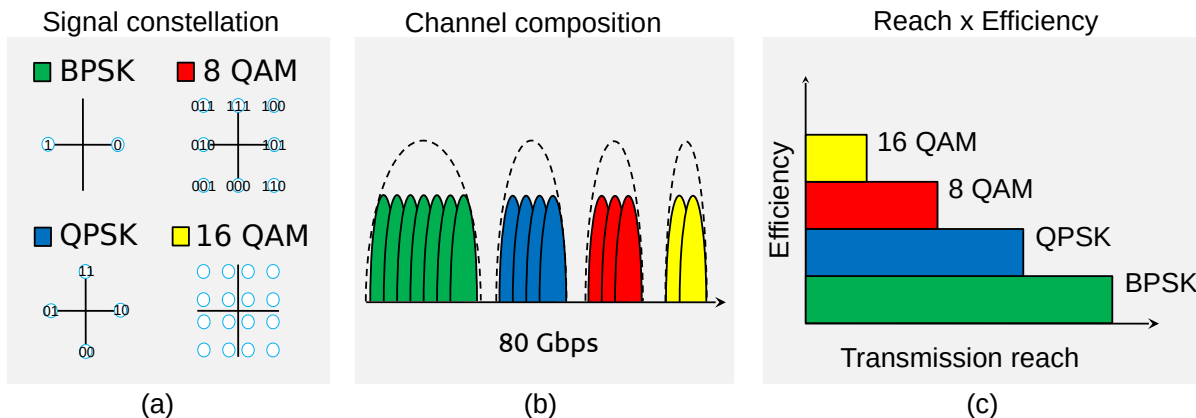 Signal constellation
BPSK
8 QAM
011 111 100
1 0
010 101
001 000 110
QPSK
16 QAM
11
01 10
00
(a)
Channel composition
80 Gbps
(b)
Reach x Efficiency
Efficiency
16 QAM
8 QAM
QPSK
BPSK
Transmission reach
(c)